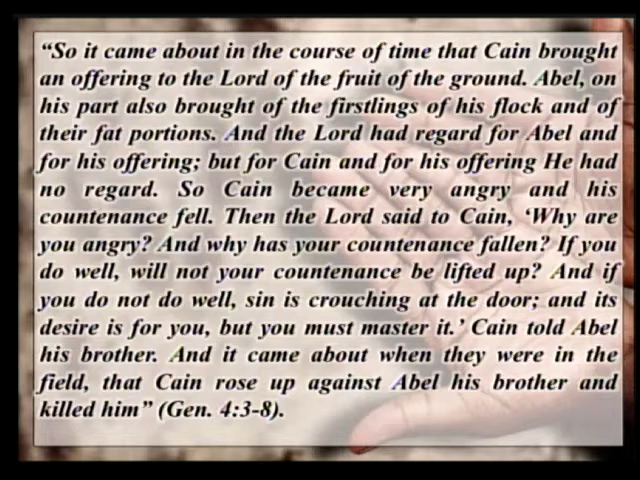 “So it came about in the course of time that Cain brought
an offering to the Lord of the fruit of the ground. Abel, on
his part also brought of the firstlings of his flock and of
their fat portions. And the Lord had regard for Abel and
for his offering; but for Cain and for his offering He had
no regard. So Cain became very angry and his
countenance fell. Then the Lord said to Cain, ‘Why are
you angry? And why has your countenance fallen? If you
do well, will not your countenance be lifted up? And if
you do not do well, sin is crouching at the door; and its
desire is for you, but you must master it.’ Cain told Abel
his brother. And it came about when they were in the
field, that Cain rose up against Abel his brother and
killed him” (Gen. 4:3-8).